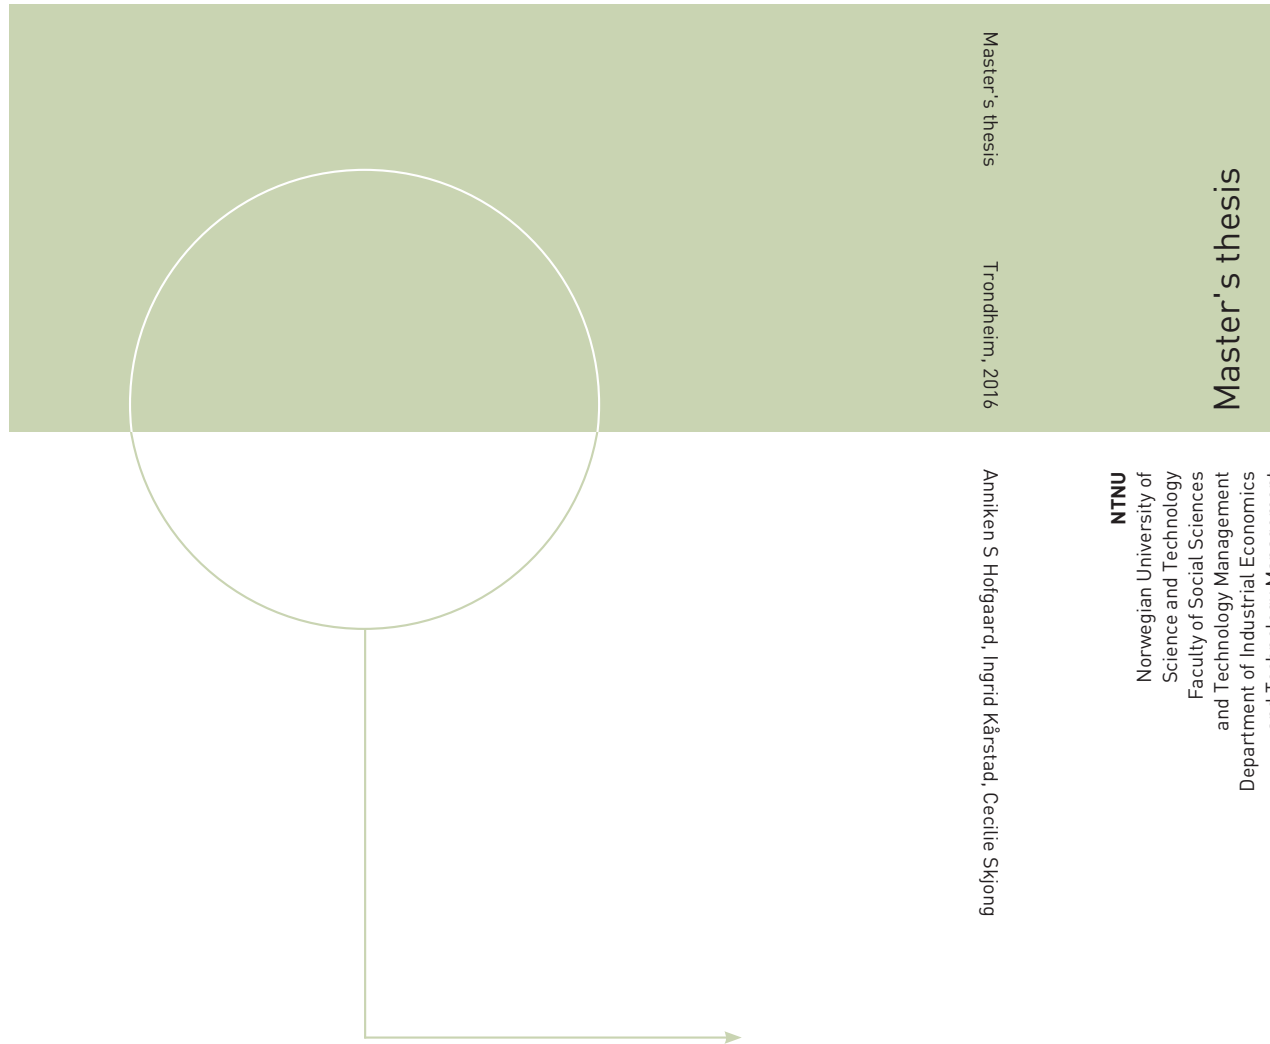 Master's thesis
Trondheim, 2016
Anniken S Hofgaard, Ingrid Kårstad, Cecilie Skjong
Master's thesis
NTNU
Norwegian University of
Science and Technology
Faculty of Social Sciences
and Technology Management
Department of Industrial Economics